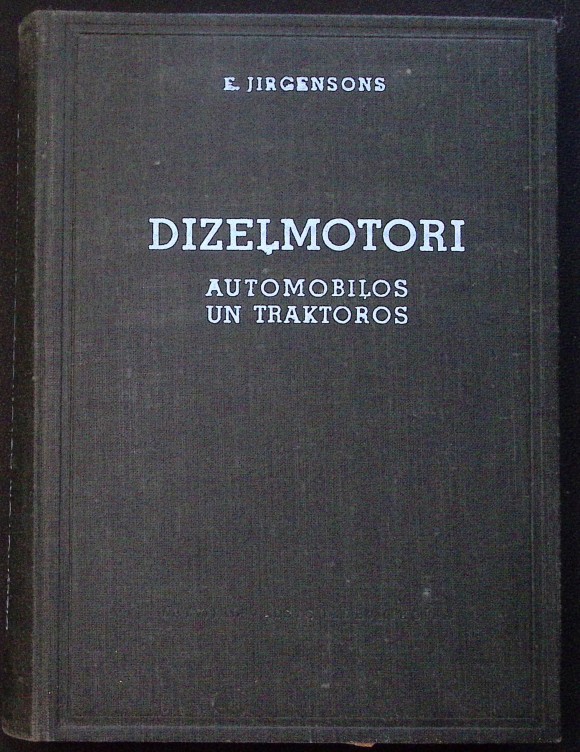 E. JIRGENSONS
DIZEĻMOTORI
AUTOMOBIĻOS
UN TRAKTOROS